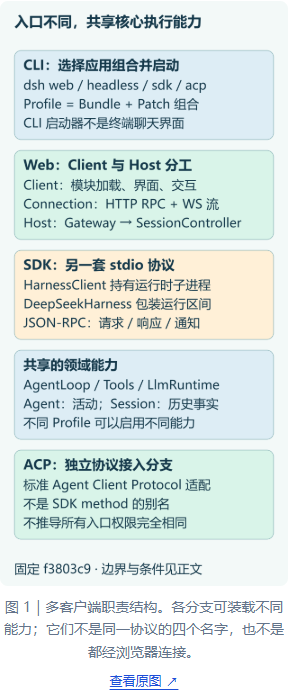 入口不同，共享核心执行能力
CLI：选择应用组合并启动
dsh web / headless / sdk / acp
Profile = Bundle + Patch 组合
CLI 启动器不是终端聊天界面
Web：Client 与 Host 分工
Client：模块加载、界面、交互
Connection：HTTP RPC + WS 流
Host：Gateway → SessionController
SDK：另一套 stdio 协议
HarnessClient 持有运行时子进程
DeepSeekHarness 包装运行区间
JSON-RPC：请求 / 响应 / 通知
共享的领域能力
AgentLoop / Tools / LlmRuntime
Agent：活动；Session：历史事实
不同 Profile 可以启用不同能力
ACP：独立协议接入分支
标准 Agent Client Protocol 适配
不是 SDK method 的别名
不推导所有入口权限完全相同
固定 f3803c9 · 边界与条件见正文
图 1｜多客户端职责结构。各分支可装载不同
能力；它们不是同一协议的四个名字，也不是
都经浏览器连接。
查看原图 ↗